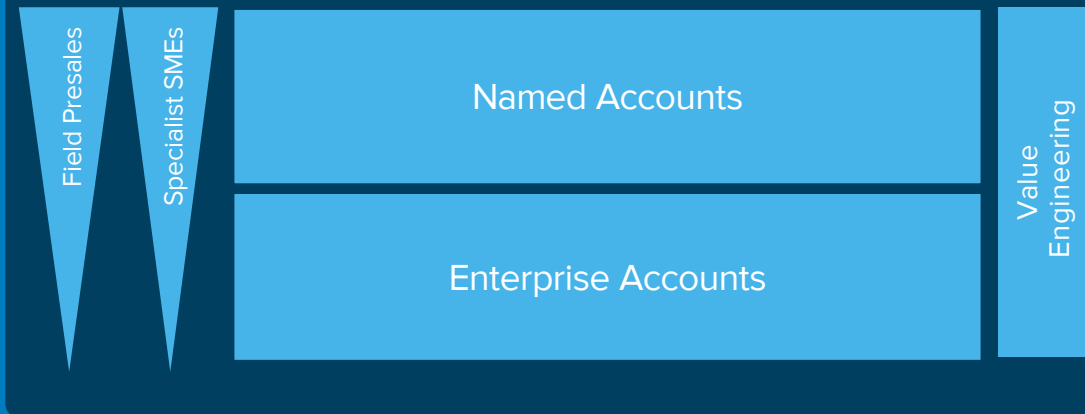 Field Presales
Specialist SMEs
Named Accounts
Enterprise Accounts
Value
Engineering